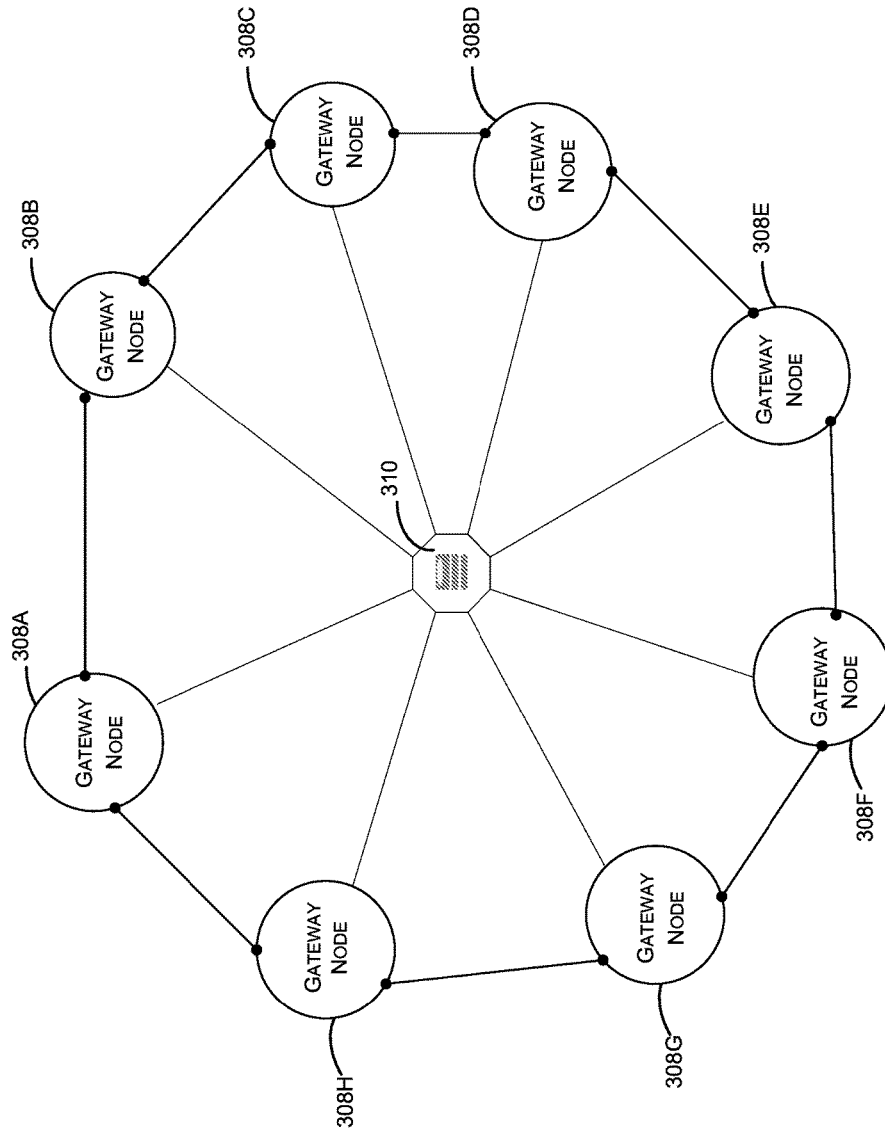 308A
GATEWAY
NODE
308B
GATEWAY
NODE
308C
GATEWAY
NODE
308D
GATEWAY
NODE
308E
GATEWAY
NODE
308F
GATEWAY
NODE
308G
GATEWAY
NODE
308H
GATEWAY
NODE
310